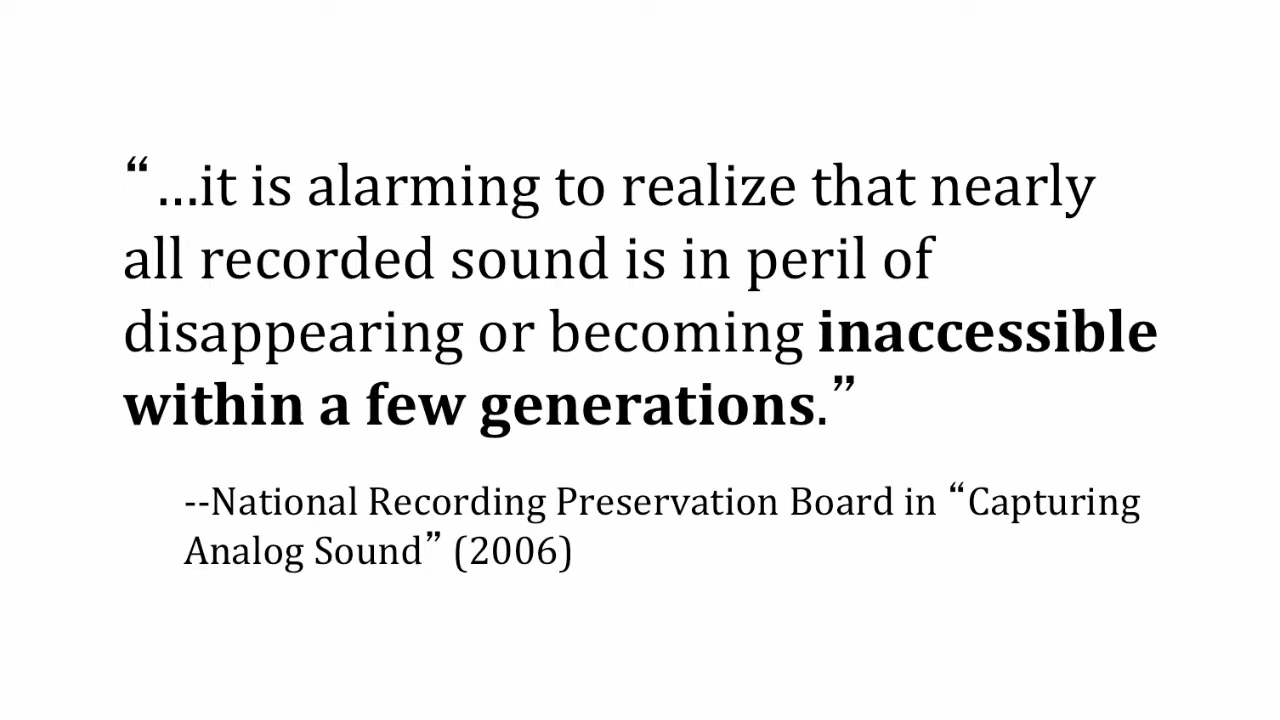 “…it is alarming to realize that nearly
all recorded sound is in peril of
disappearing or becoming inaccessible
within a few generations.”
--National Recording Preservation Board in “Capturing
Analog Sound” (2006)